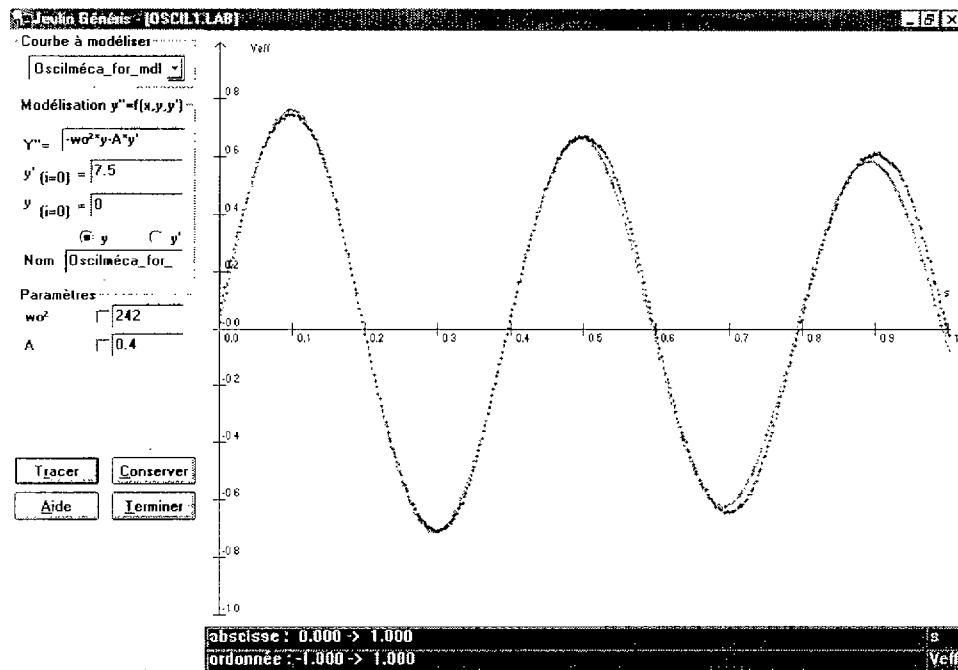 Jeulin Généris - [OSCIL1.LAB]
Courbe à modéliser
Oscilméca_for_mdl
Modélisation y''=f(x,y,y')
Y''= -wo²*y-A*y'
y' (i=0) = 7.5
y (i=0) = 0
y y'
Nom Oscilméca_for_
Paramètres
wo² 242
A 0.4
Tracer Conserver
Aide Terminer
Veff
0.8
0.6
0.4
0.2
-0.0
-0.2
-0.4
-0.6
-0.8
-1.0
0.0 0.1 0.2 0.3 0.4 0.5 0.6 0.7 0.8 0.9 1
s
abscisse : 0.000 -> 1.000 s
ordonnée : -1.000 -> 1.000 Veff